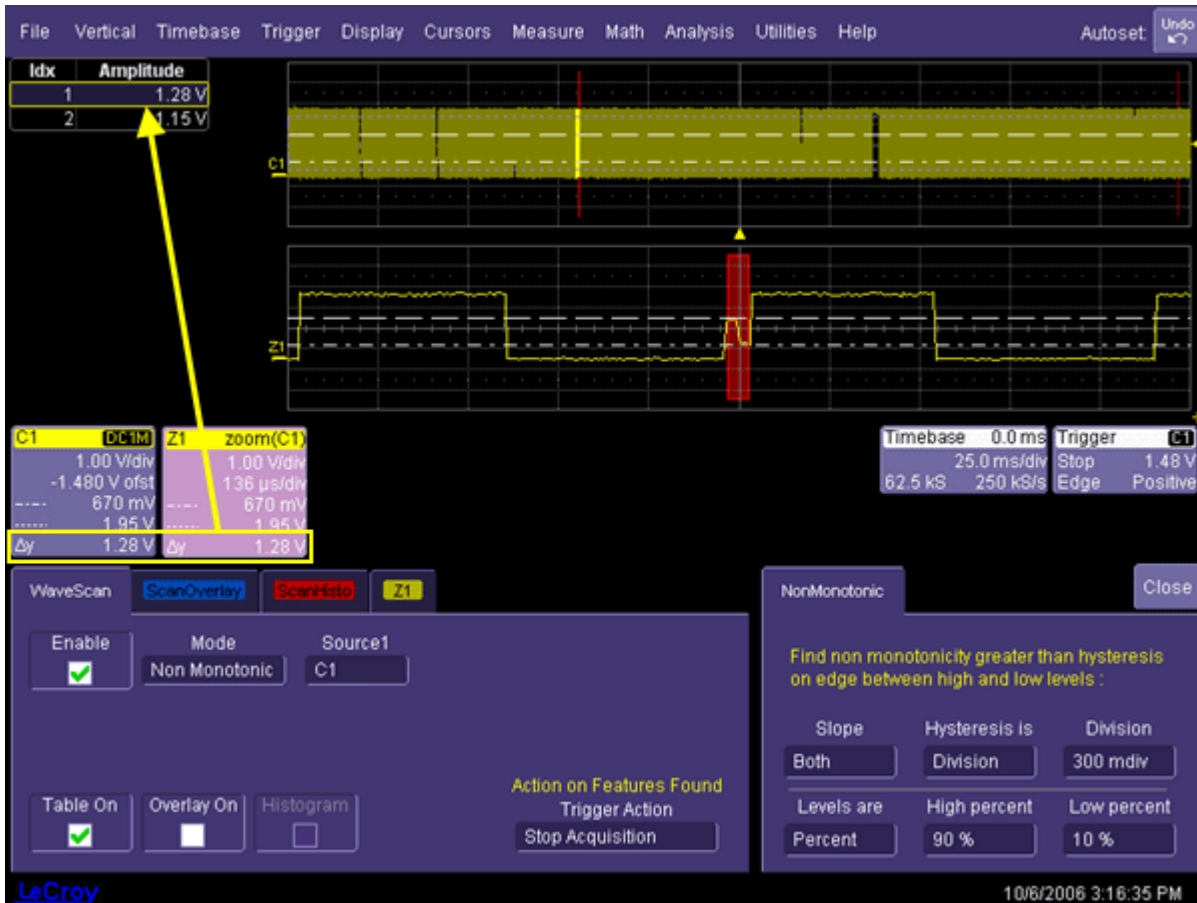 File Vertical Timebase Trigger Display Cursors Measure Math Analysis Utilities Help Autoset: Undo
Idx Amplitude
1 1.28 V
2 1.15 V
C1
Z1
C1 DC1M
1.00 V/div
-1.480 V ofst
670 mV
1.95 V
Δy 1.28 V
Z1 zoom(C1)
1.00 V/div
136 µs/div
670 mV
1.95 V
Δy 1.28 V
Timebase 0.0 ms
25.0 ms/div
62.5 kS 250 kS/s
Trigger C1
Stop 1.48 V
Edge Positive
WaveScan ScanOverlay ScanHisto Z1
Enable Mode Source1
Non Monotonic C1
Action on Features Found
Table On Overlay On Histogram Trigger Action
Stop Acquisition
NonMonotonic Close
Find non monotonicity greater than hysteresis
on edge between high and low levels :
Slope Hysteresis is Division
Both Division 300 mdiv
Levels are High percent Low percent
Percent 90 % 10 %
LeCroy 10/6/2006 3:16:35 PM